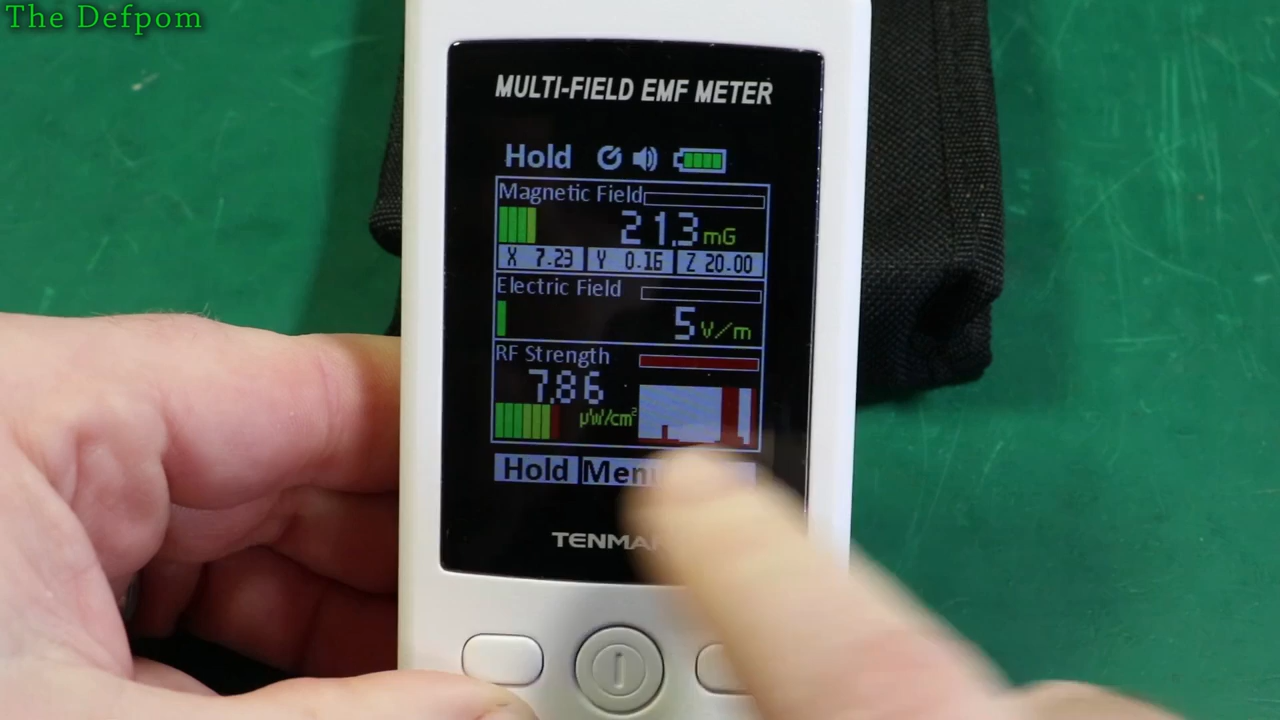 The Defpom
MULTI-FIELD EMF METER
Hold
Magnetic Field
21.3 mG
X 7.23 Y 0.16 Z 20.00
Electric Field
5 V/m
RF Strength
7.86
µW/cm²
Hold